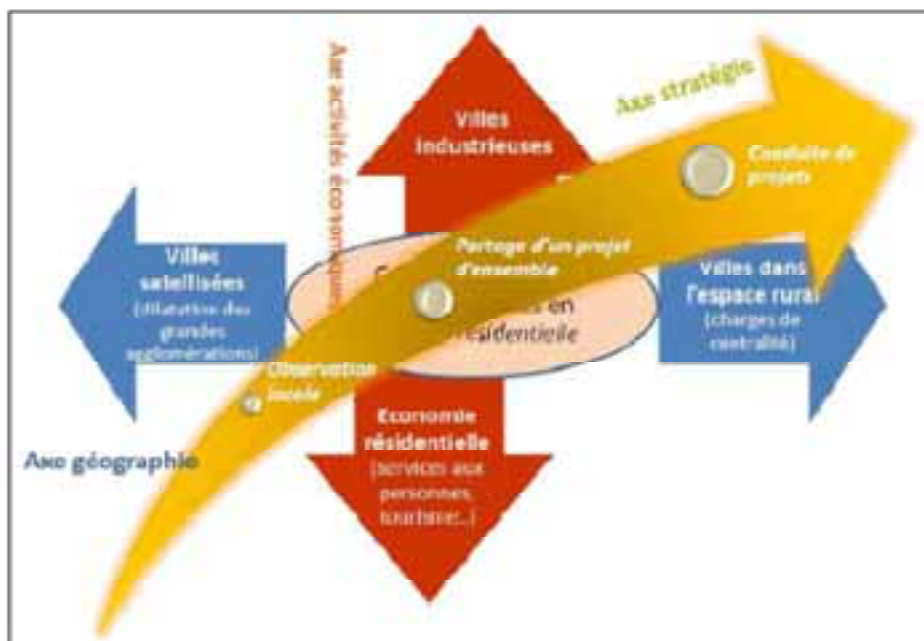 Axe activités économiques
Axe stratégie
Villes
industrieuses
Conduite de
projets
Partage d'un projet
d'ensemble
Villes
satellisées
(dilatation des
grandes
agglomérations)
Villes dans
l'espace rural
(charges de
centralité)
en
résidentielle
Observation
locale
Axe géographie
Economie
résidentielle
(services aux
personnes,
tourisme...)